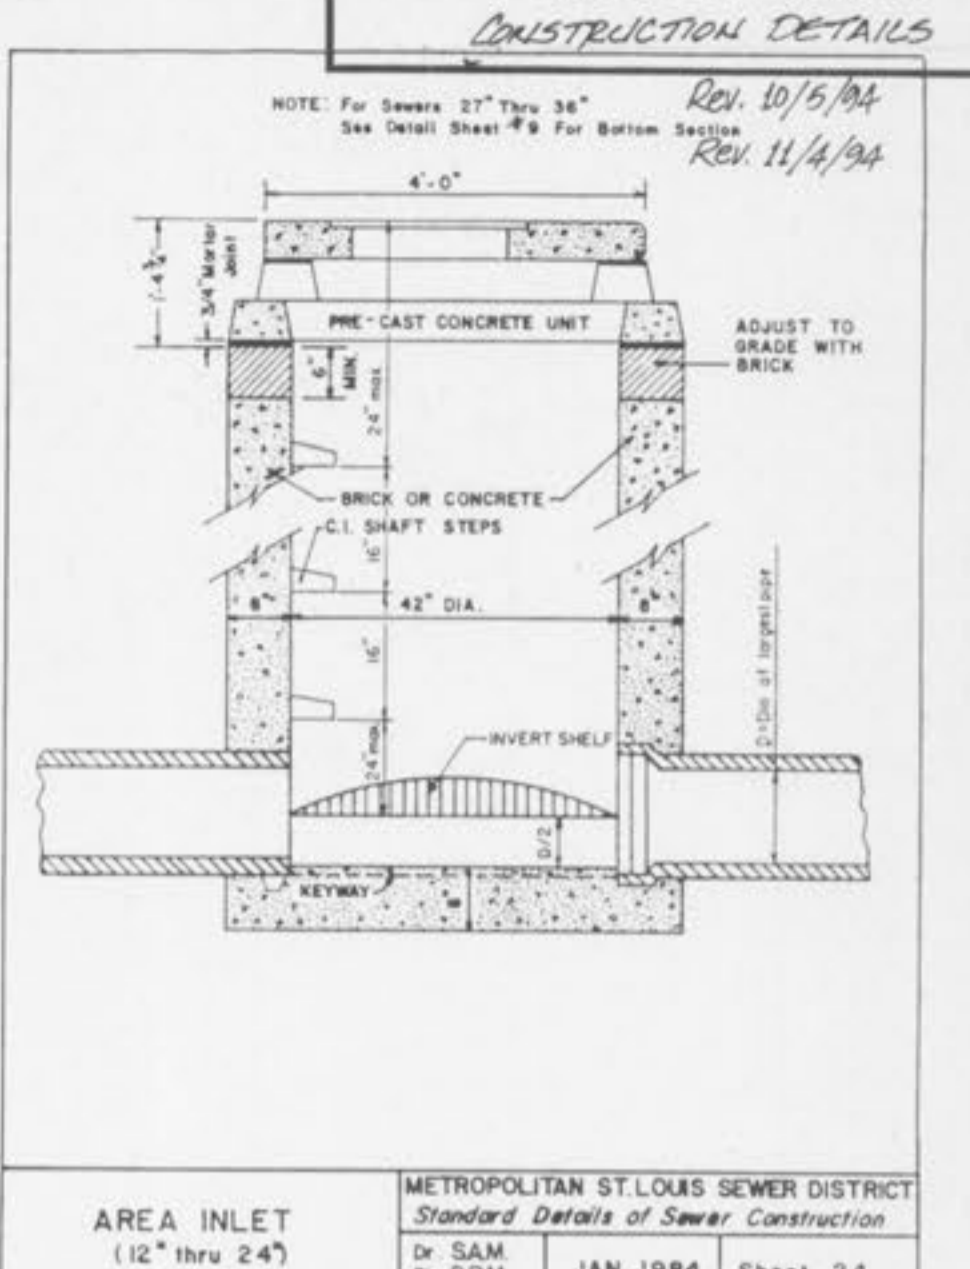 CONSTRUCTION DETAILS
NOTE: For Sewers 27" Thru 36"
See Detail Sheet #9 For Bottom Section
Rev. 10/5/94
Rev. 11/4/94
4'-0"
3/4" Mortar
Joint
PRE-CAST CONCRETE UNIT
ADJUST TO
GRADE WITH
BRICK
6"
MIN.
24" max.
BRICK OR CONCRETE
C.I. SHAFT STEPS
16"
8"
42" DIA.
8"
16"
D=Dia of largest pipe
INVERT SHELF
24" max
D/2
KEYWAY
AREA INLET
(12" thru 24")
METROPOLITAN ST. LOUIS SEWER DISTRICT
Standard Details of Sewer Construction
Dr. S.A.M.
JAN. 1984
Sheet